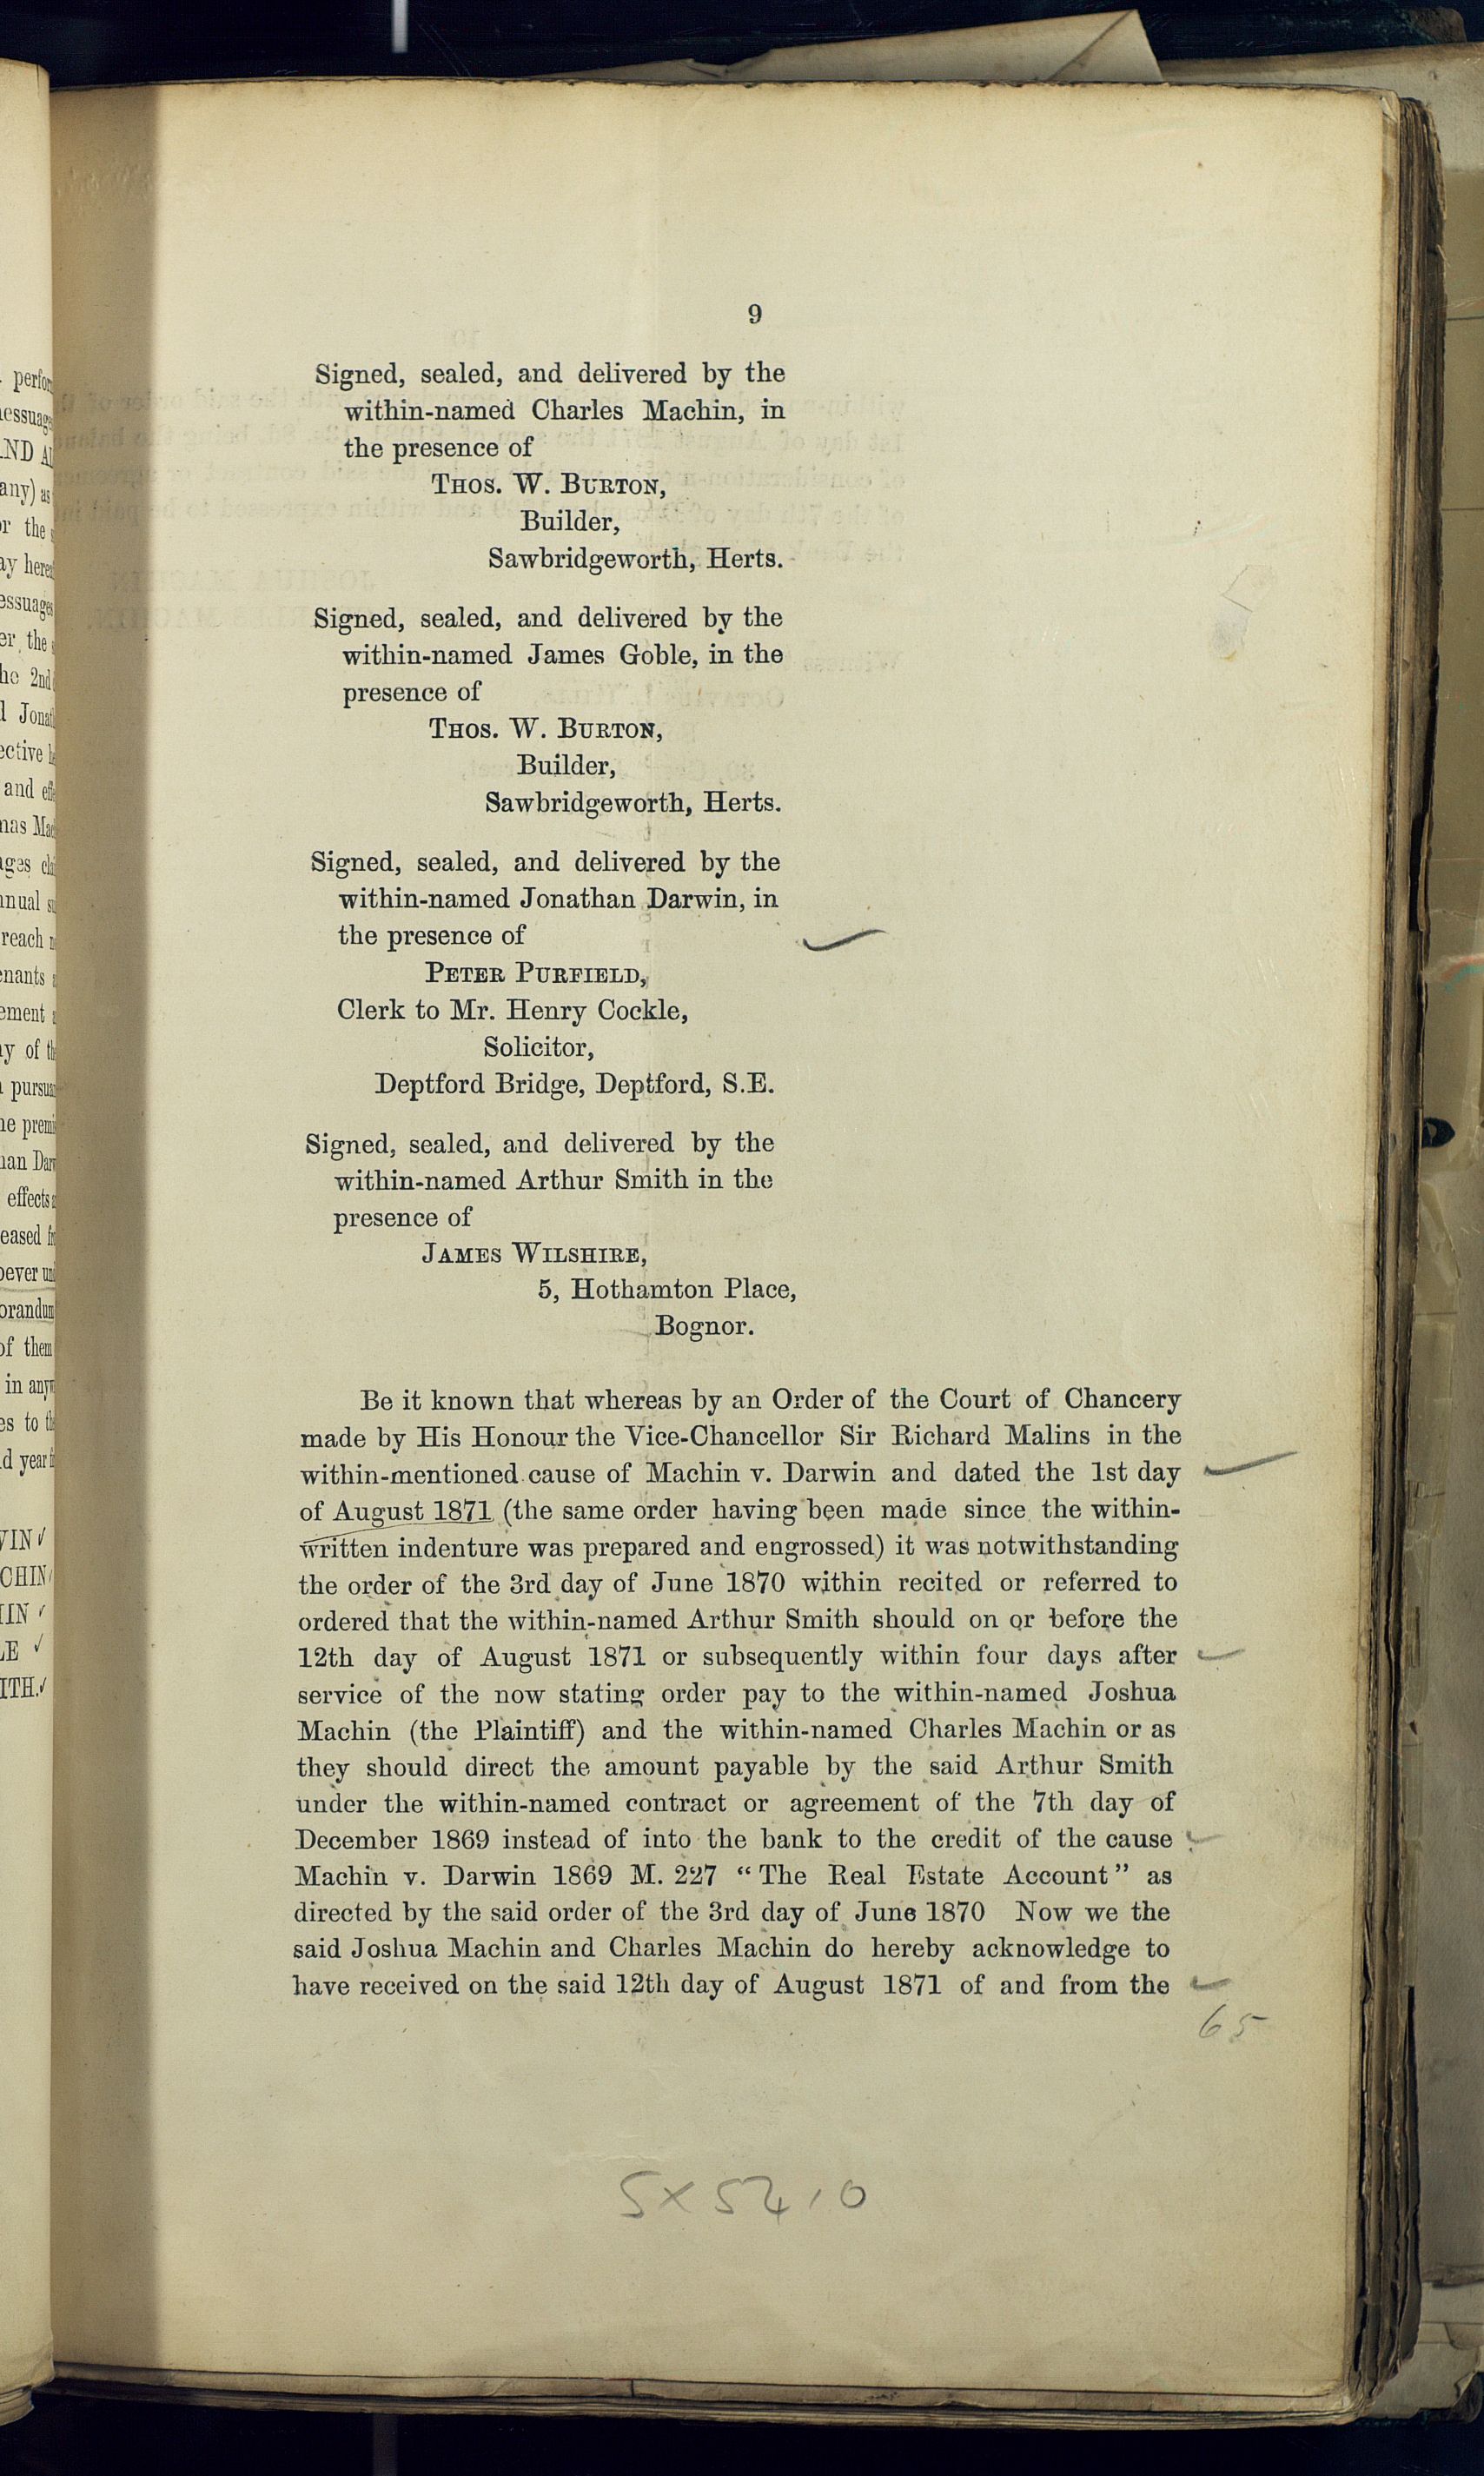 9
Signed, sealed, and delivered by the
within-named Charles Machin, in
the presence of
THOS. W. BURTON,
Builder,
Sawbridgeworth, Herts.
Signed, sealed, and delivered by the
within-named James Goble, in the
presence of
THOS. W. BURTON,
Builder,
Sawbridgeworth, Herts.
Signed, sealed, and delivered by the
within-named Jonathan Darwin, in
the presence of
PETER PURFIELD,
Clerk to Mr. Henry Cockle,
Solicitor,
Deptford Bridge, Deptford, S.E.
Signed, sealed, and delivered by the
within-named Arthur Smith in the
presence of
JAMES WILSHIRE,
5, Hothamton Place,
Bognor.
Be it known that whereas by an Order of the Court of Chancery
made by His Honour the Vice-Chancellor Sir Richard Malins in the
within-mentioned cause of Machin v. Darwin and dated the 1st day
of August 1871 (the same order having been made since the within-
written indenture was prepared and engrossed) it was notwithstanding
the order of the 3rd day of June 1870 within recited or referred to
ordered that the within-named Arthur Smith should on or before the
12th day of August 1871 or subsequently within four days after
service of the now stating order pay to the within-named Joshua
Machin (the Plaintiff) and the within-named Charles Machin or as
they should direct the amount payable by the said Arthur Smith
under the within-named contract or agreement of the 7th day of
December 1869 instead of into the bank to the credit of the cause
Machin v. Darwin 1869 M. 227 “The Real Estate Account” as
directed by the said order of the 3rd day of June 1870 Now we the
said Joshua Machin and Charles Machin do hereby acknowledge to
have received on the said 12th day of August 1871 of and from the
65